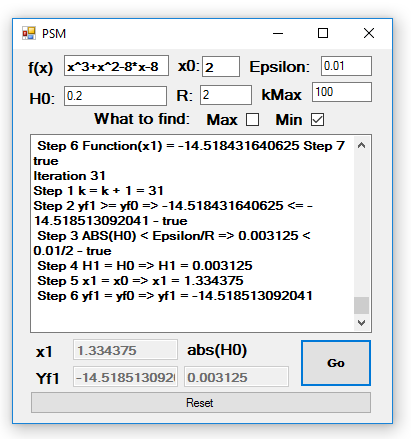 PSM
f(x) x^3+x^2-8*x-8 x0: 2 Epsilon: 0.01
H0: 0.2 R: 2 kMax 100
What to find: Max Min
Step 6 Function(x1) = -14.518431640625 Step 7
true
Iteration 31
Step 1 k = k + 1 = 31
Step 2 yf1 >= yf0 => -14.518431640625 <= -
14.518513092041 - true
Step 3 ABS(H0) < Epsilon/R => 0.003125 <
0.01/2 - true
Step 4 H1 = H0 => H1 = 0.003125
Step 5 x1 = x0 => x1 = 1.334375
Step 6 yf1 = yf0 => yf1 = -14.518513092041
x1 1.334375 abs(H0)
Yf1 -14.5185130920 0.003125
Go
Reset